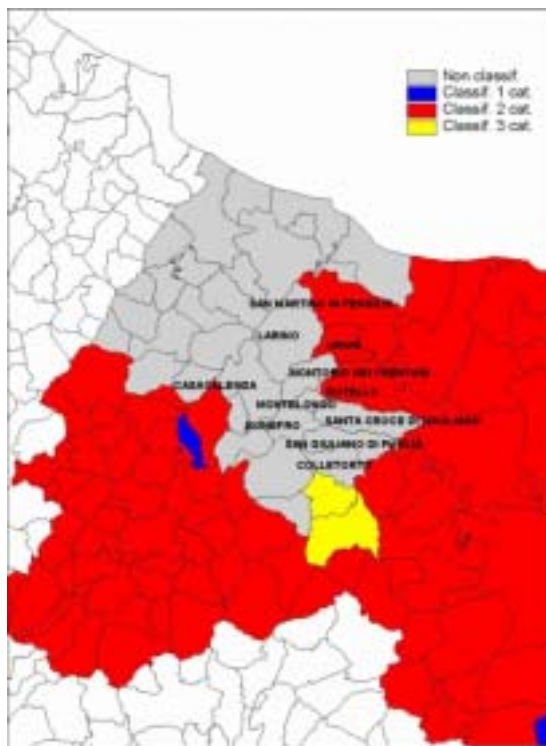 Non classif.
Classif. 1 cat.
Classif. 2 cat.
Classif. 3 cat.
SAN MARTINO IN PENSILIS
LARINO
URURI
MONTORIO NEI FRENTANI
ROTELLO
CASACALENDA
MONTELONGO
BONEFRO
SANTA CROCE DI MAGLIANO
SAN GIULIANO DI PUGLIA
COLLETORTO